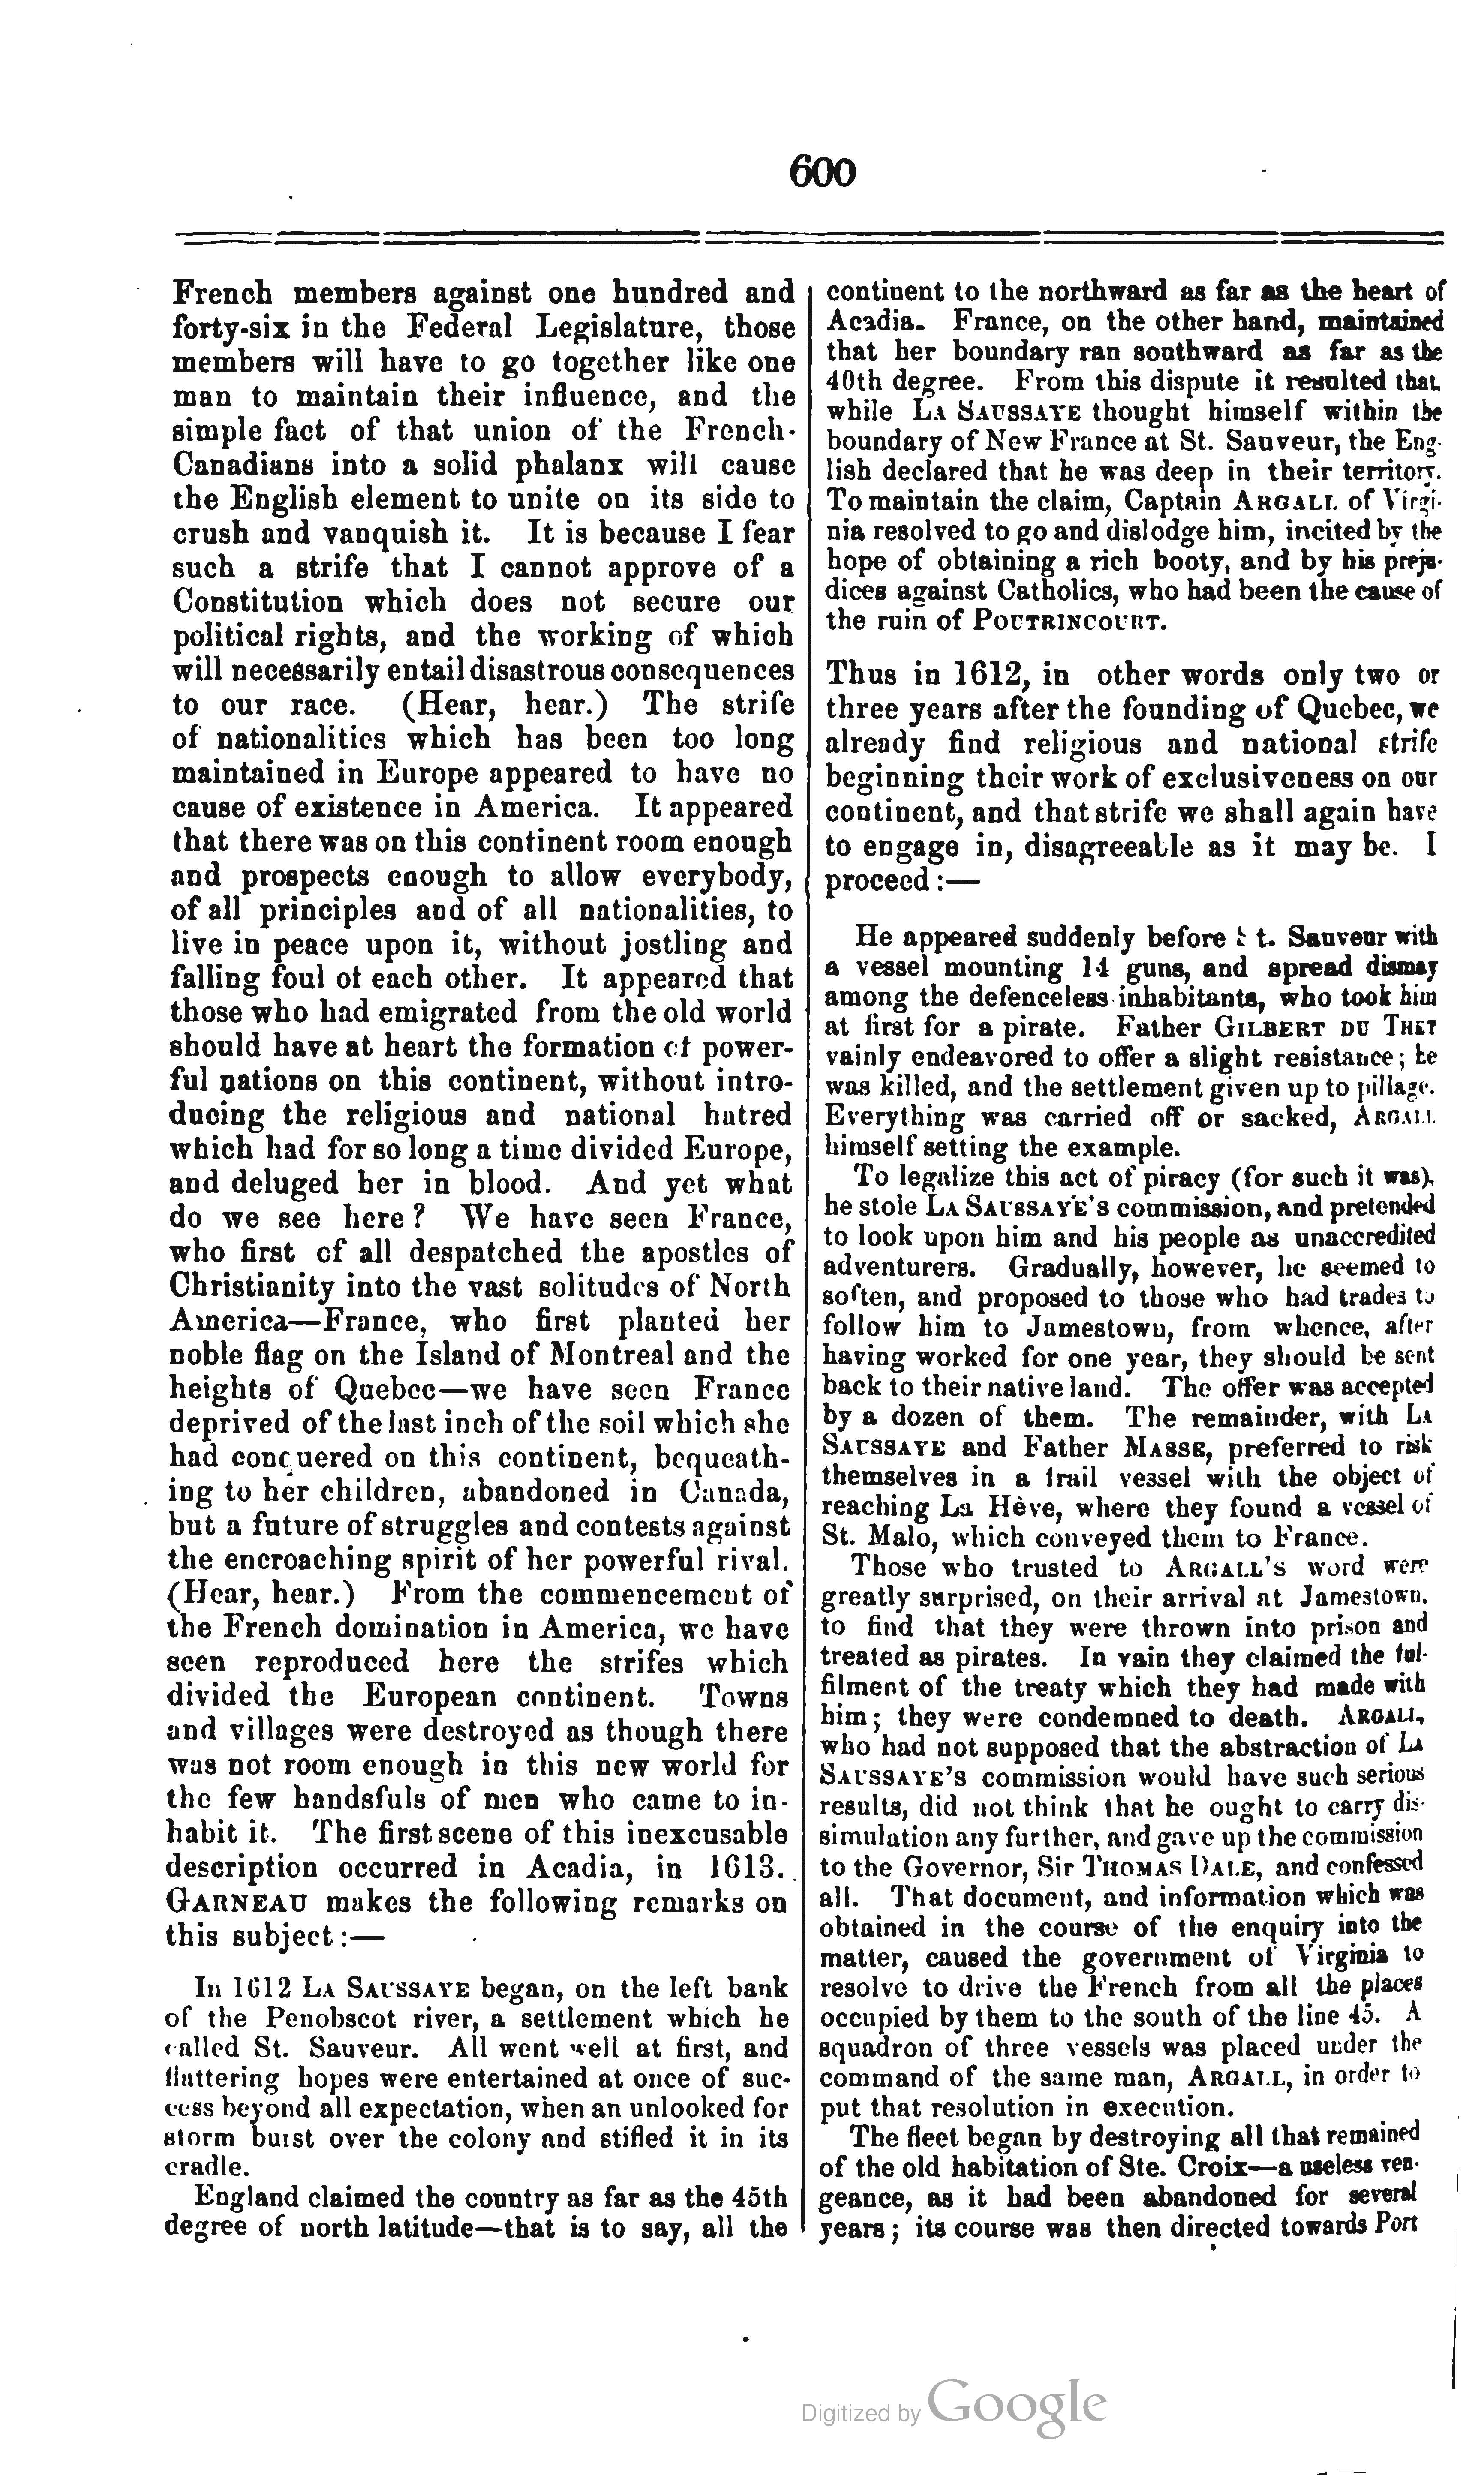 600
French members against one hundred and
forty-six in the Federal Legislature, those
members will have to go together like one
man to maintain their influence, and the
simple fact of that union of the French-
Canadians into a solid phalanx will cause
the English element to unite on its side to
crush and vanquish it. It is because I fear
such a strife that I cannot approve of a
Constitution which does not secure our
political rights, and the working of which
will necessarily entail disastrous consequences
to our race. (Hear, hear.) The strife
of nationalities which has been too long
maintained in Europe appeared to have no
cause of existence in America. It appeared
that there was on this continent room enough
and prospects enough to allow everybody,
of all principles and of all nationalities, to
live in peace upon it, without jostling and
falling foul of each other. It appeared that
those who had emigrated from the old world
should have at heart the formation of power-
ful nations on this continent, without intro-
ducing the religious and national hatred
which had for so long a time divided Europe,
and deluged her in blood. And yet what
do we see here? We have seen France,
who first of all despatched the apostles of
Christianity into the vast solitudes of North
America—France, who first planted her
noble flag on the Island of Montreal and the
heights of Quebec—we have seen France
deprived of the last inch of the soil which she
had conquered on this continent, bequeath-
ing to her children, abandoned in Canada,
but a future of struggles and contests against
the encroaching spirit of her powerful rival.
(Hear, hear.) From the commencement of
the French domination in America, we have
seen reproduced here the strifes which
divided the European continent. Towns
and villages were destroyed as though there
was not room enough in this new world for
the few handsfuls of men who came to in-
habit it. The first scene of this inexcusable
description occurred in Acadia, in 1613.
GARNEAU makes the following remarks on
this subject:—
In 1612 LA SAUSSAYE began, on the left bank
of the Penobscot river, a settlement which he
called St. Sauveur. All went well at first, and
flattering hopes were entertained at once of suc-
cess beyond all expectation, when an unlooked for
storm burst over the colony and stifled it in its
cradle.
England claimed the country as far as the 45th
degree of north latitude—that is to say, all the
continent to the northward as far as the heart of
Acadia. France, on the other hand, maintained
that her boundary ran southward as far as the
40th degree. From this dispute it resulted that,
while LA SAUSSAYE thought himself within the
boundary of New France at St. Sauveur, the Eng-
lish declared that he was deep in their territory.
To maintain the claim, Captain ARGALL of Virgi-
nia resolved to go and dislodge him, incited by the
hope of obtaining a rich booty, and by his preju-
dices against Catholics, who had been the cause of
the ruin of POUTRINCOURT.
Thus in 1612, in other words only two or
three years after the founding of Quebec, we
already find religious and national strife
beginning their work of exclusiveness on our
continent, and that strife we shall again have
to engage in, disagreeable as it may be. I
proceed:—
He appeared suddenly before St. Sauveur with
a vessel mounting 14 guns, and spread dismay
among the defenceless inhabitants, who took him
at first for a pirate. Father GILBERT DU THET
vainly endeavored to offer a slight resistance; he
was killed, and the settlement given up to pillage.
Everything was carried off or sacked, ARGALL
himself setting the example.
To legalize this act of piracy (for such it was),
he stole LA SAUSSAYE'S commission, and pretended
to look upon him and his people as unaccredited
adventurers. Gradually, however, he seemed to
soften, and proposed to those who had trades to
follow him to Jamestown, from whence, after
having worked for one year, they should be sent
back to their native land. The offer was accepted
by a dozen of them. The remainder, with LA
SAUSSAYE and Father MASSE, preferred to risk
themselves in a frail vessel with the object of
reaching La Hève, where they found a vessel of
St. Malo, which conveyed them to France.
Those who trusted to ARGALL'S word were
greatly surprised, on their arrival at Jamestown,
to find that they were thrown into prison and
treated as pirates. In vain they claimed the ful-
filment of the treaty which they had made with
him; they were condemned to death. ARGALL,
who had not supposed that the abstraction of LA
SAUSSAYE'S commission would have such serious
results, did not think that he ought to carry dis-
simulation any further, and gave up the commission
to the Governor, Sir THOMAS DALE, and confessed
all. That document, and information which was
obtained in the course of the enquiry into the
matter, caused the government of Virginia to
resolve to drive the French from all the places
occupied by them to the south of the line 45. A
squadron of three vessels was placed under the
command of the same man, ARGALL, in order to
put that resolution in execution.
The fleet began by destroying all that remained
of the old habitation of Ste. Croix—a useless ven-
geance, as it had been abandoned for several
years; its course was then directed towards Port
Digitized by Google